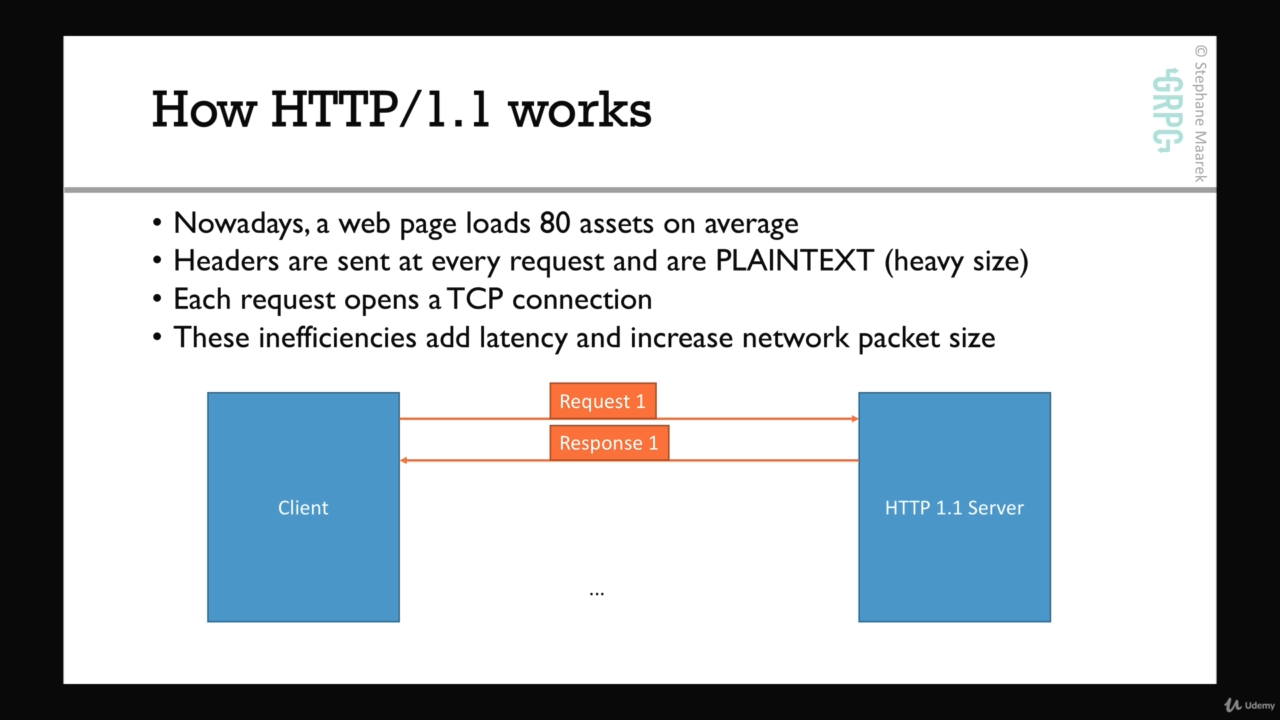 How HTTP/1.1 works
GRPC
© Stephane Maarek
• Nowadays, a web page loads 80 assets on average
• Headers are sent at every request and are PLAINTEXT (heavy size)
• Each request opens a TCP connection
• These inefficiencies add latency and increase network packet size
Request 1
Response 1
Client
HTTP 1.1 Server
...
Udemy